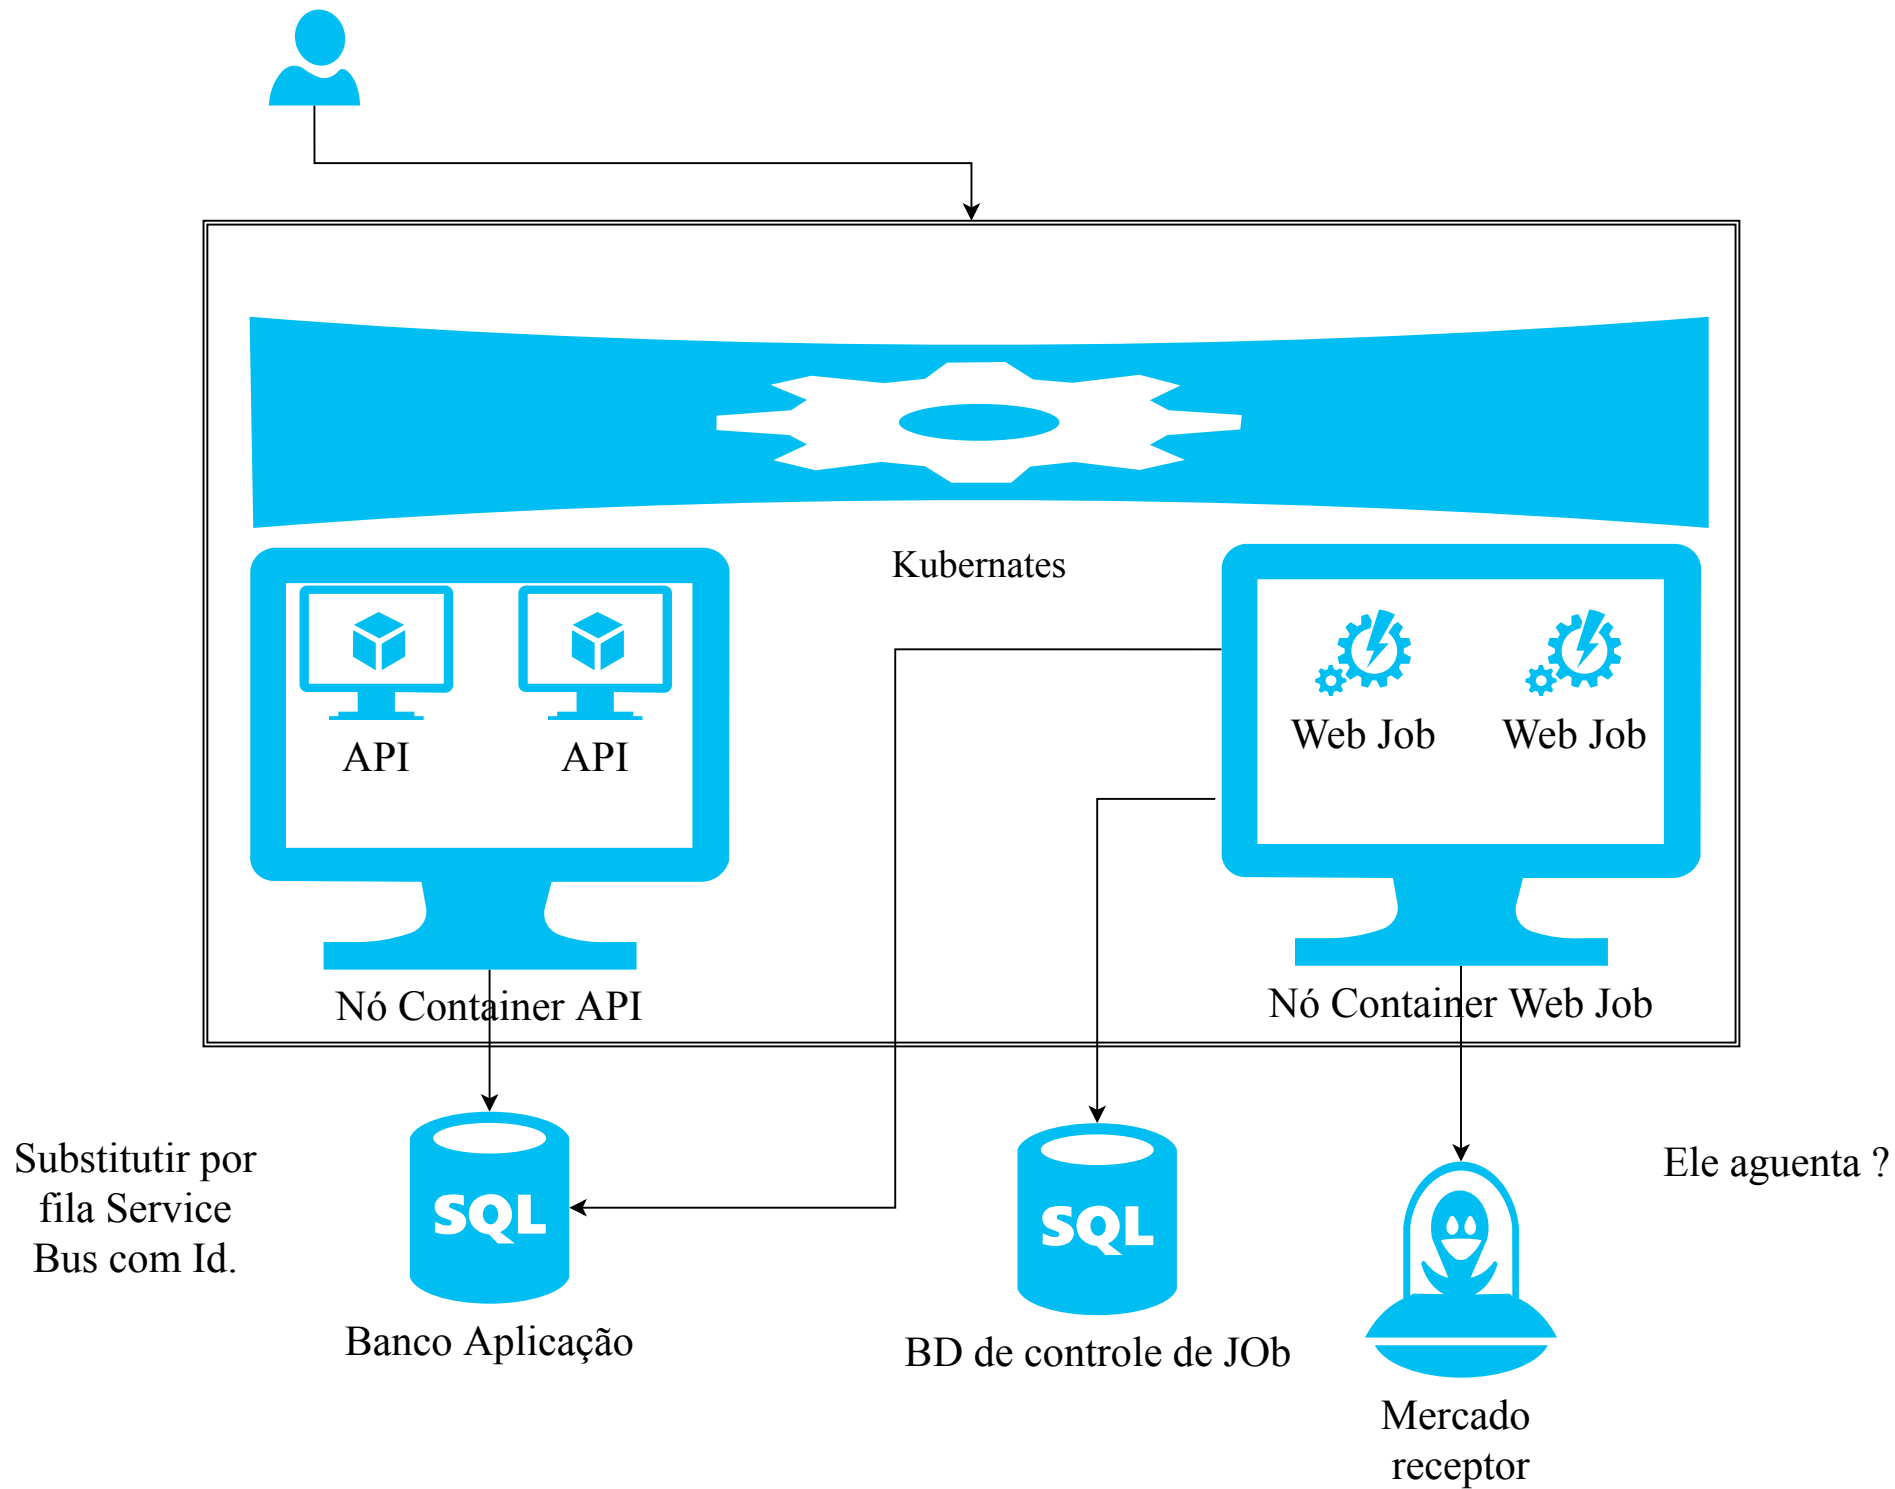 Kubernates
API
API
Web Job
Web Job
Nó Container API
Nó Container Web Job
Substitutir por
fila Service
Bus com Id.
SQL
SQL
Ele aguenta ?
Banco Aplicação
BD de controle de JOb
Mercado
receptor